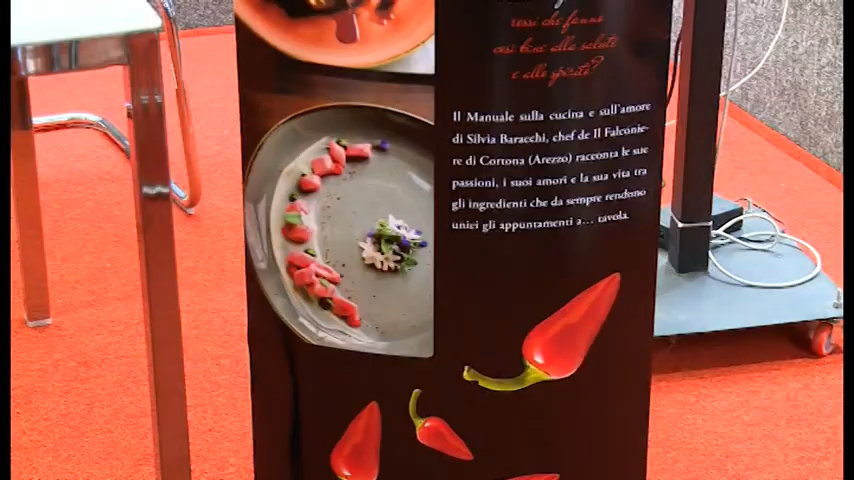 essi che fanno
così bene alla salute
e allo spirito?
Il Manuale sulla cucina e sull'amore
di Silvia Baracchi, chef de Il Falconie-
re di Cortona (Arezzo) racconta le sue
passioni, i suoi amori e la sua vita tra
gli ingredienti che da sempre rendono
unici gli appuntamenti a... tavola.